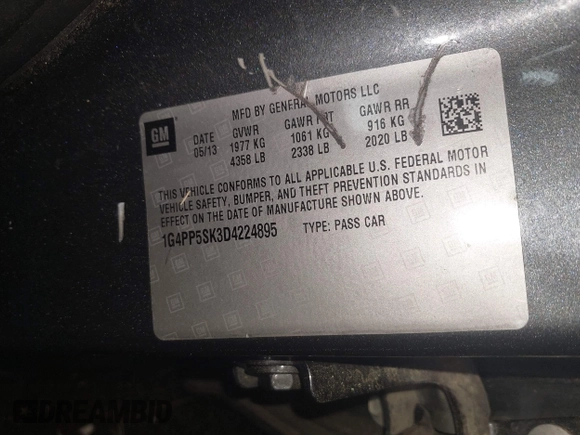 MFD BY GENERAL MOTORS LLC
GM
DATE GVWR GAWR FRT GAWR RR
05/13 1977 KG 1061 KG 916 KG
4358 LB 2338 LB 2020 LB
THIS VEHICLE CONFORMS TO ALL APPLICABLE U.S. FEDERAL MOTOR
VEHICLE SAFETY, BUMPER, AND THEFT PREVENTION STANDARDS IN
EFFECT ON THE DATE OF MANUFACTURE SHOWN ABOVE.
1G4PP5SK3D4224895 TYPE: PASS CAR
DREAMBID